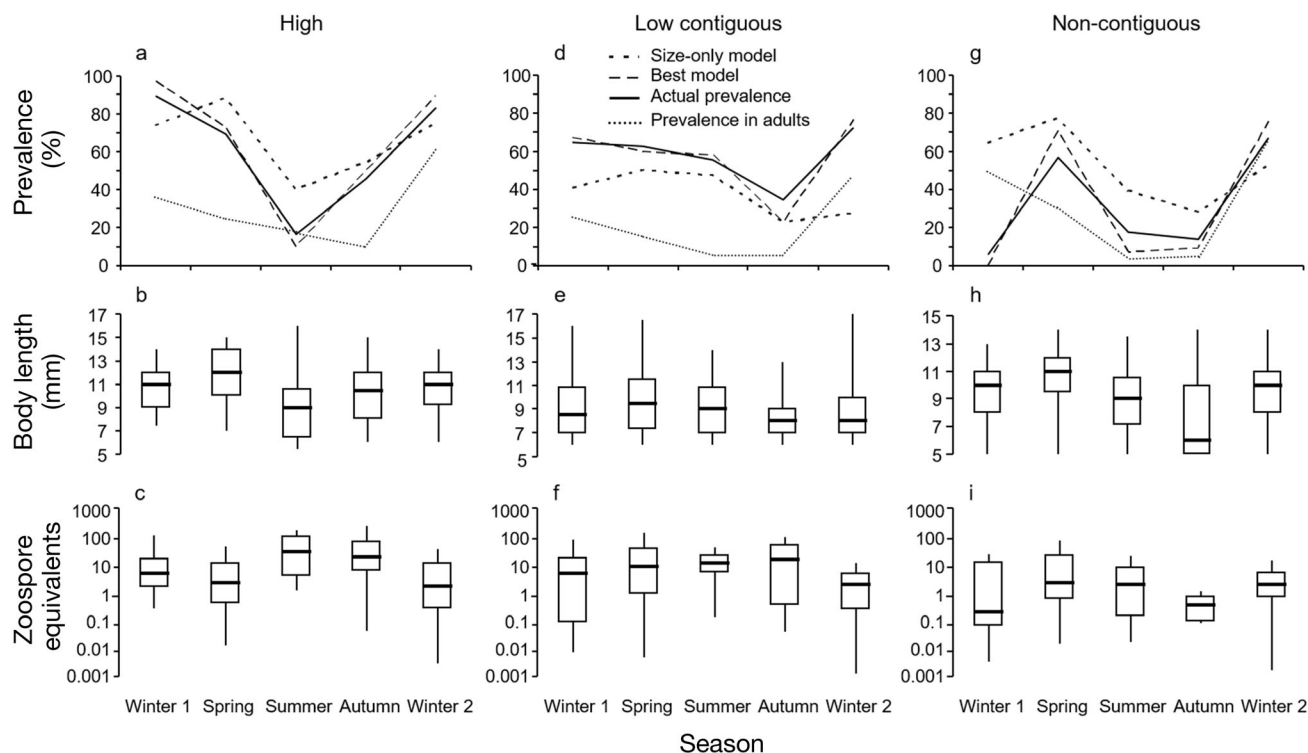 High
Low contiguous
Non-contiguous
a
d
g
Size-only model
Best model
Actual prevalence
Prevalence in adults
Prevalence
(%)
100
80
60
40
20
0
100
80
60
40
20
0
100
80
60
40
20
0
b
e
h
Body length
(mm)
17
15
13
11
9
7
5
17
15
13
11
9
7
5
15
13
11
9
7
5
c
f
i
Zoospore
equivalents
1000
100
10
1
0.1
0.01
0.001
1000
100
10
1
0.1
0.01
0.001
1000
100
10
1
0.1
0.01
0.001
Winter 1 Spring Summer Autumn Winter 2
Winter 1 Spring Summer Autumn Winter 2
Winter 1 Spring Summer Autumn Winter 2
Season